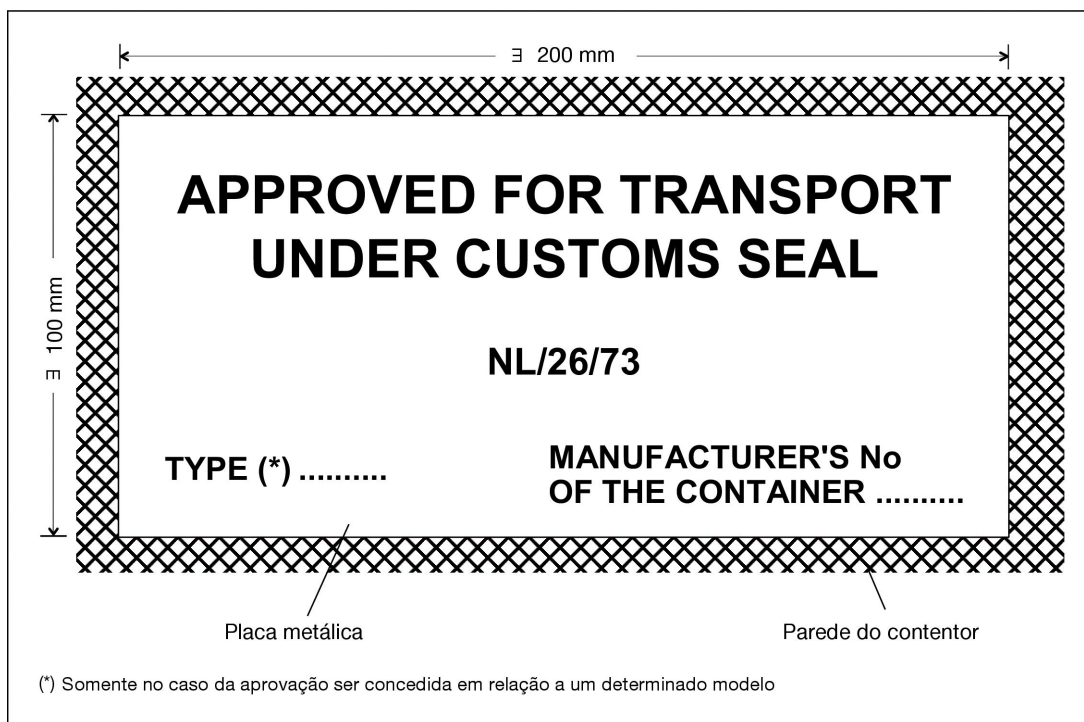 ∃ 200 mm
∃ 100 mm
APPROVED FOR TRANSPORT
UNDER CUSTOMS SEAL
NL/26/73
TYPE (*) ..........
MANUFACTURER'S No
OF THE CONTAINER ..........
Placa metálica
Parede do contentor
(*) Somente no caso da aprovação ser concedida em relação a um determinado modelo